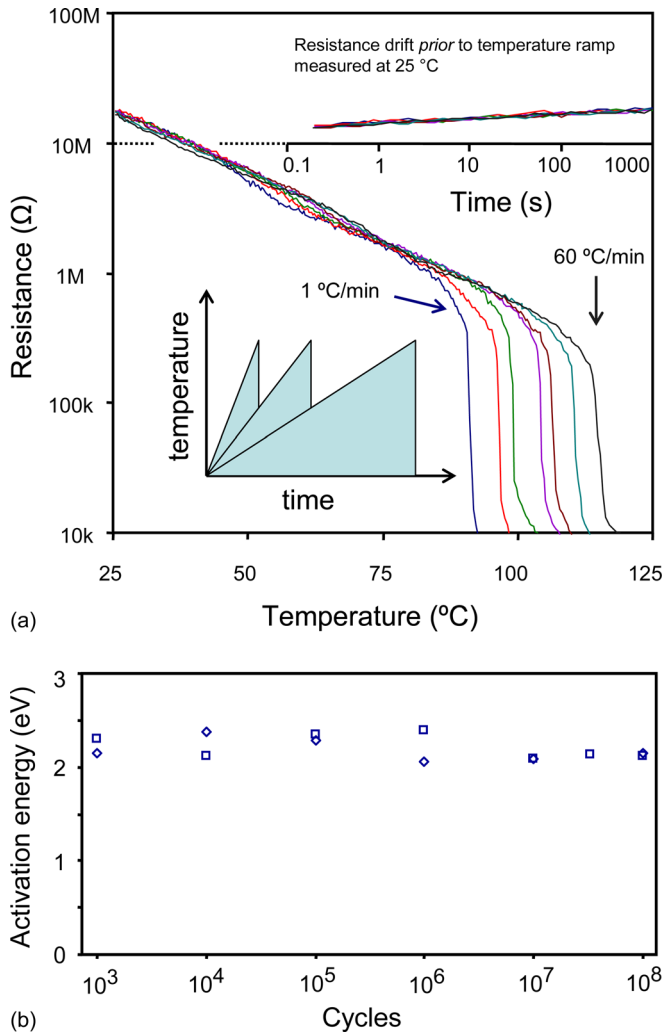 100M
10M
1M
100k
10k
Resistance (Ω)
Resistance drift prior to temperature ramp
measured at 25 °C
0.1 1 10 100 1000
Time (s)
60 ºC/min
1 ºC/min
temperature
time
25 50 75 100 125
Temperature (ºC)
(a)
3
2
1
0
Activation energy (eV)
10³ 10⁴ 10⁵ 10⁶ 10⁷ 10⁸
Cycles
(b)